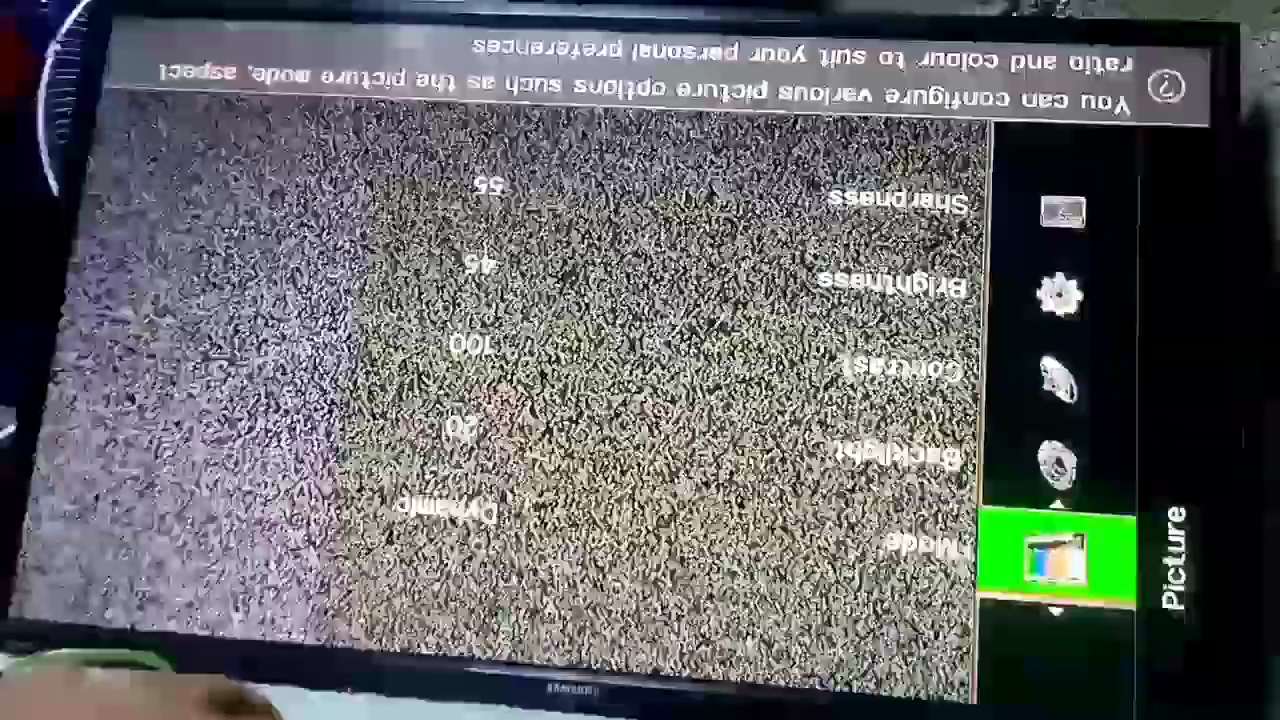 Picture
Mode Dynamic
Backlight 20
Contrast 100
Brightness 45
Sharpness 55
You can configure various picture options such as the picture mode, aspect
ratio and colour to suit your personal preferences